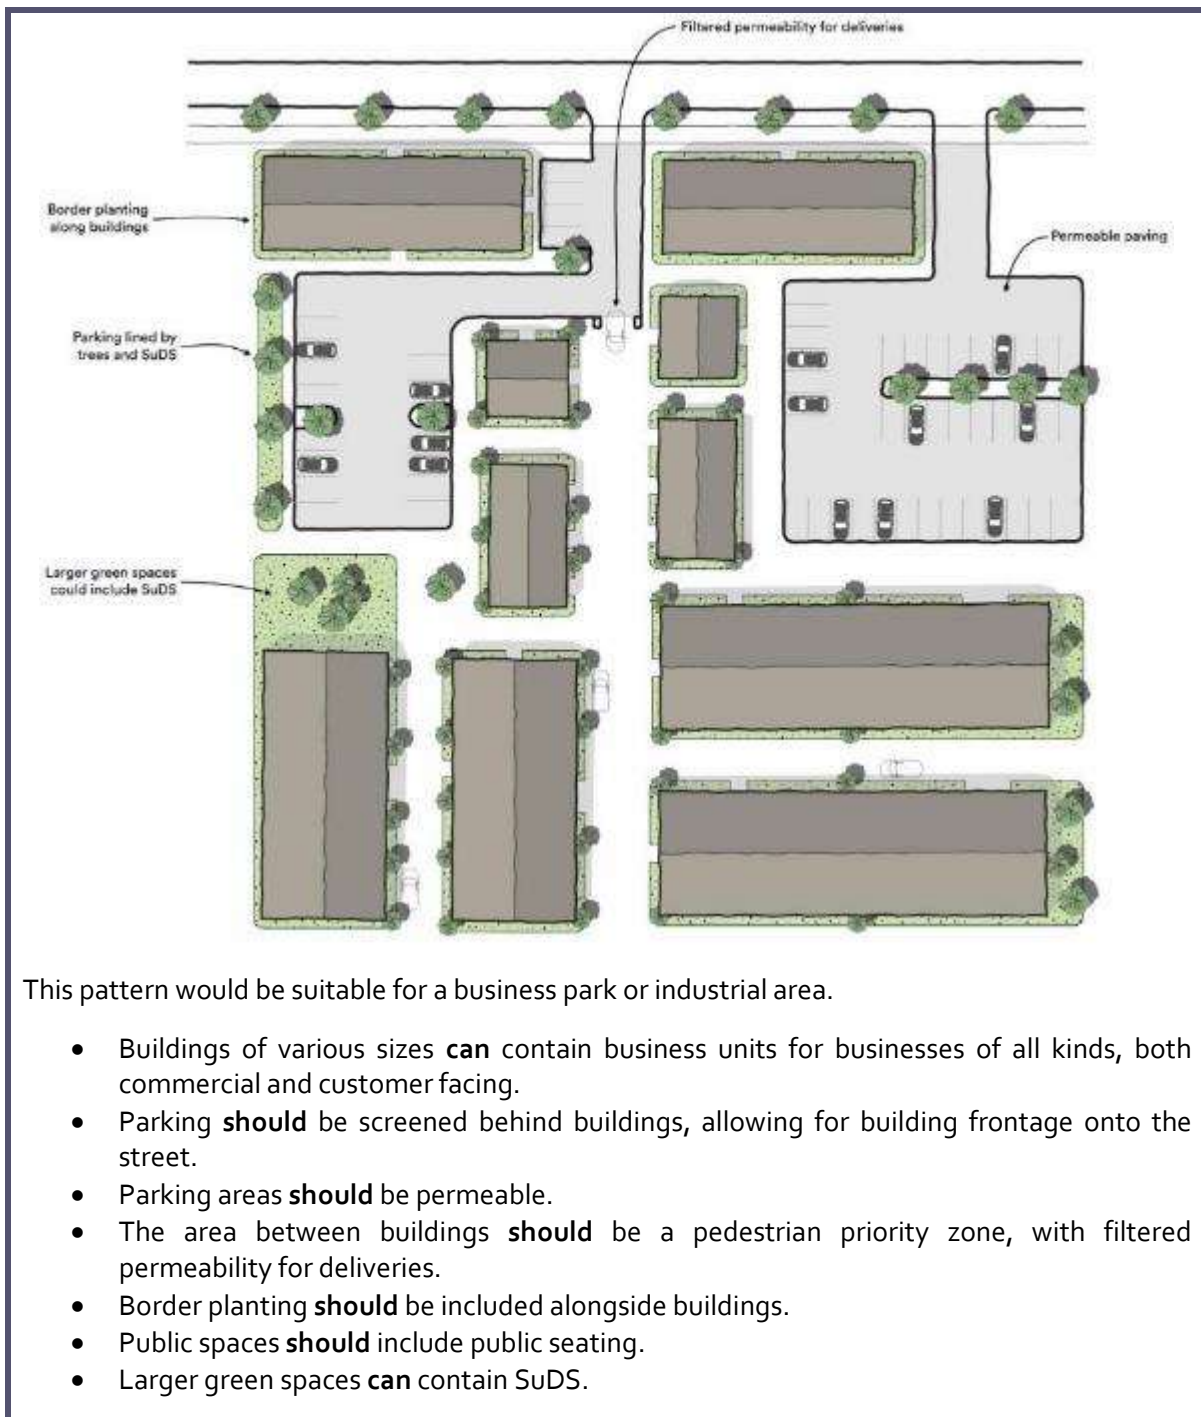 Filtered permeability for deliveries
Border planting
along buildings
Permeable paving
Parking lined by
trees and SuDS
Larger green spaces
could include SuDS
This pattern would be suitable for a business park or industrial area.
• Buildings of various sizes can contain business units for businesses of all kinds, both
commercial and customer facing.
• Parking should be screened behind buildings, allowing for building frontage onto the
street.
• Parking areas should be permeable.
• The area between buildings should be a pedestrian priority zone, with filtered
permeability for deliveries.
• Border planting should be included alongside buildings.
• Public spaces should include public seating.
• Larger green spaces can contain SuDS.